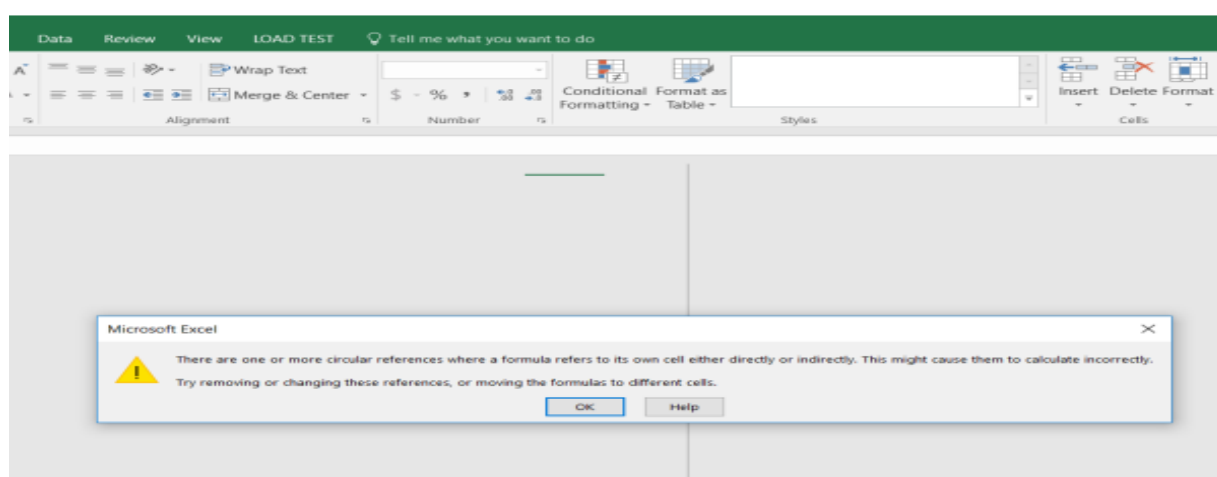 Data Review View LOAD TEST Tell me what you want to do
Wrap Text
Merge & Center
$ % ,
Conditional Formatting
Format as Table
Insert Delete Format
Alignment Number Styles Cells
Microsoft Excel
There are one or more circular references where a formula refers to its own cell either directly or indirectly. This might cause them to calculate incorrectly.
Try removing or changing these references, or moving the formulas to different cells.
OK Help